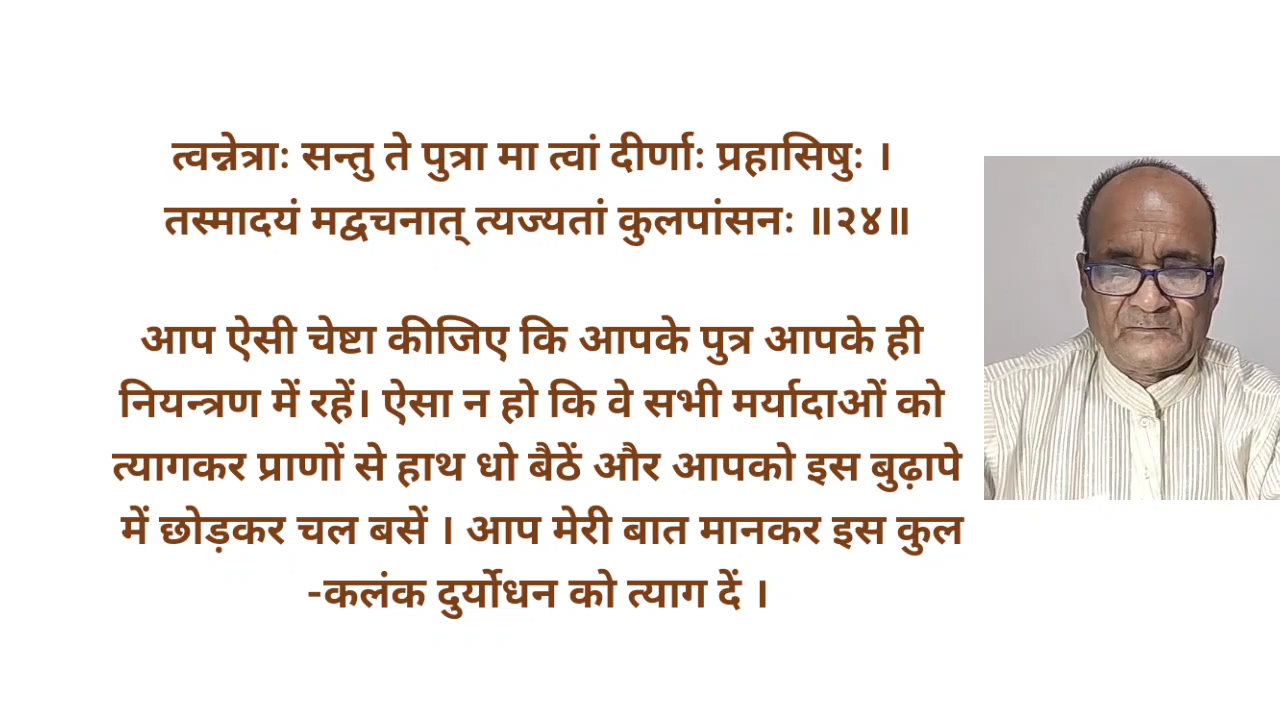 त्वन्नेत्राः सन्तु ते पुत्रा मा त्वां दीर्णाः प्रहासिषुः ।
तस्मादयं मद्वचनात् त्यज्यतां कुलपांसनः ॥२४॥
आप ऐसी चेष्टा कीजिए कि आपके पुत्र आपके ही
नियन्त्रण में रहें। ऐसा न हो कि वे सभी मर्यादाओं को
त्यागकर प्राणों से हाथ धो बैठें और आपको इस बुढ़ापे
में छोड़कर चल बसें । आप मेरी बात मानकर इस कुल
-कलंक दुर्योधन को त्याग दें ।